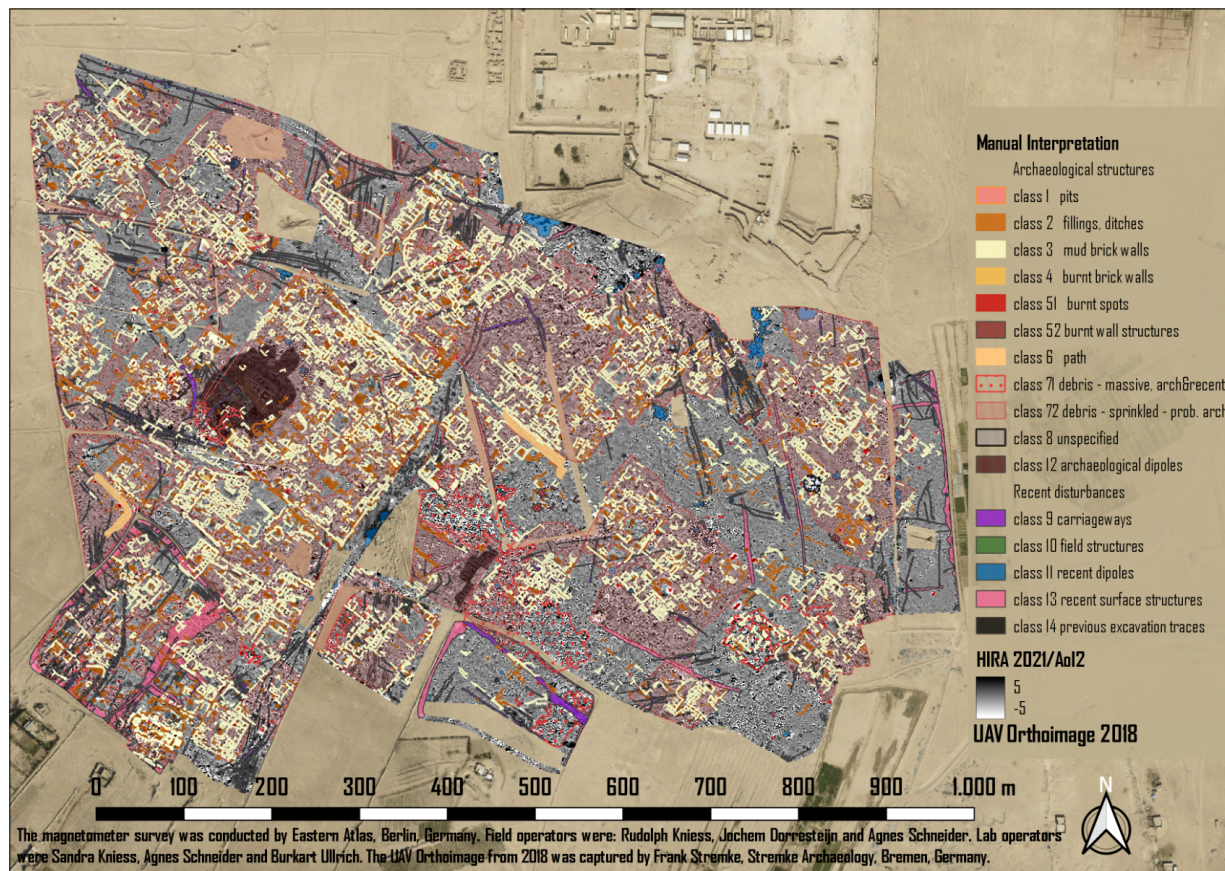 Manual Interpretation
Archaeological structures
class 1 pits
class 2 fillings, ditches
class 3 mud brick walls
class 4 burnt brick walls
class 51 burnt spots
class 52 burnt wall structures
class 6 path
class 71 debris - massive, arch&recent
class 72 debris - sprinkled - prob. arch
class 8 unspecified
class 12 archaeological dipoles
Recent disturbances
class 9 carriageways
class 10 field structures
class 11 recent dipoles
class 13 recent surface structures
class 14 previous excavation traces
HIRA 2021/AoI2
5
-5
UAV Orthoimage 2018
0 100 200 300 400 500 600 700 800 900 1.000 m
N
The magnetometer survey was conducted by Eastern Atlas, Berlin, Germany. Field operators were: Rudolph Kniess, Jochem Dorresteijn and Agnes Schneider. Lab operators
were Sandra Kniess, Agnes Schneider and Burkart Ullrich. The UAV Orthoimage from 2018 was captured by Frank Stremke, Stremke Archaeology, Bremen, Germany.